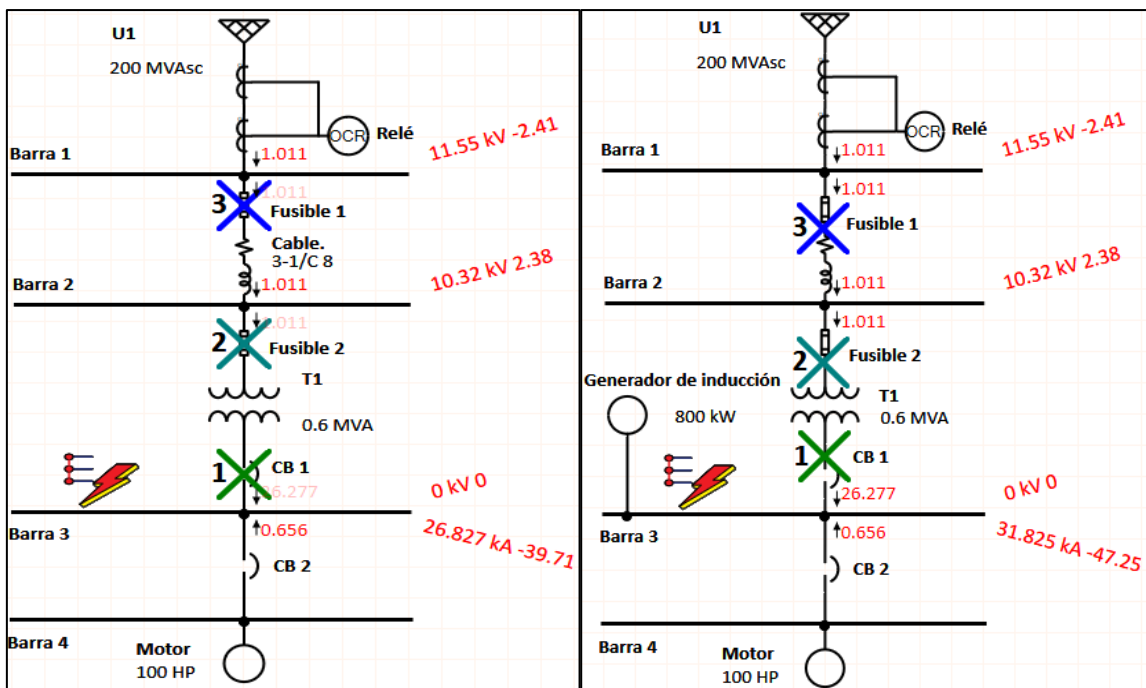 U1
200 MVAsc
OCR
Relé
11.55 kV -2.41
Barra 1
1.011
1.011
3
Fusible 1
Cable.
3-1/C 8
Barra 2
1.011
10.32 kV 2.38
1.011
2
Fusible 2
T1
0.6 MVA
1
CB 1
26.277
0 kV 0
Barra 3
0.656
26.827 kA -39.71
CB 2
Barra 4
Motor
100 HP
U1
200 MVAsc
OCR
Relé
11.55 kV -2.41
Barra 1
1.011
1.011
3
Fusible 1
Barra 2
1.011
10.32 kV 2.38
1.011
2
Fusible 2
Generador de inducción
800 kW
T1
0.6 MVA
1
CB 1
26.277
0 kV 0
Barra 3
0.656
31.825 kA -47.25
CB 2
Barra 4
Motor
100 HP